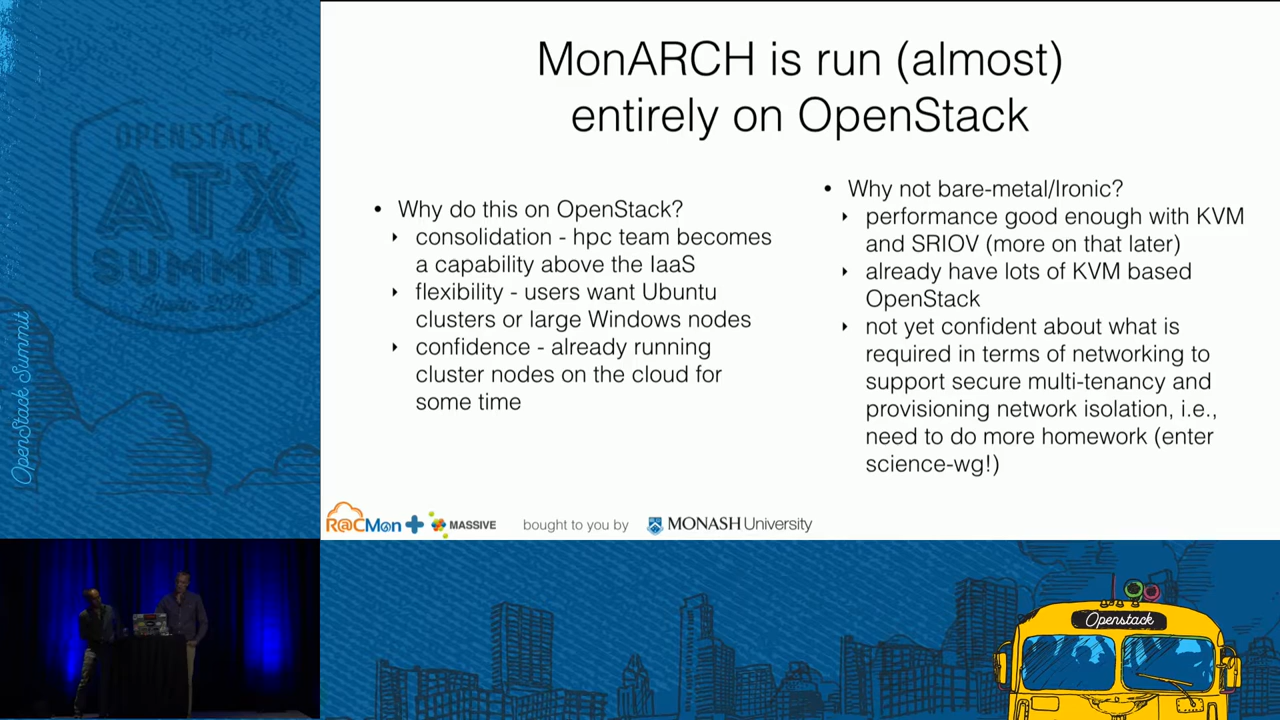 MonARCH is run (almost)
entirely on OpenStack
• Why do this on OpenStack?
‣ consolidation - hpc team becomes
a capability above the IaaS
‣ flexibility - users want Ubuntu
clusters or large Windows nodes
‣ confidence - already running
cluster nodes on the cloud for
some time
• Why not bare-metal/Ironic?
‣ performance good enough with KVM
and SRIOV (more on that later)
‣ already have lots of KVM based
OpenStack
‣ not yet confident about what is
required in terms of networking to
support secure multi-tenancy and
provisioning network isolation, i.e.,
need to do more homework (enter
science-wg!)
R@CMon
MASSIVE
bought to you by
MONASH University
OPENSTACK
ATX
SUMMIT
OpenStack Summit
Openstack